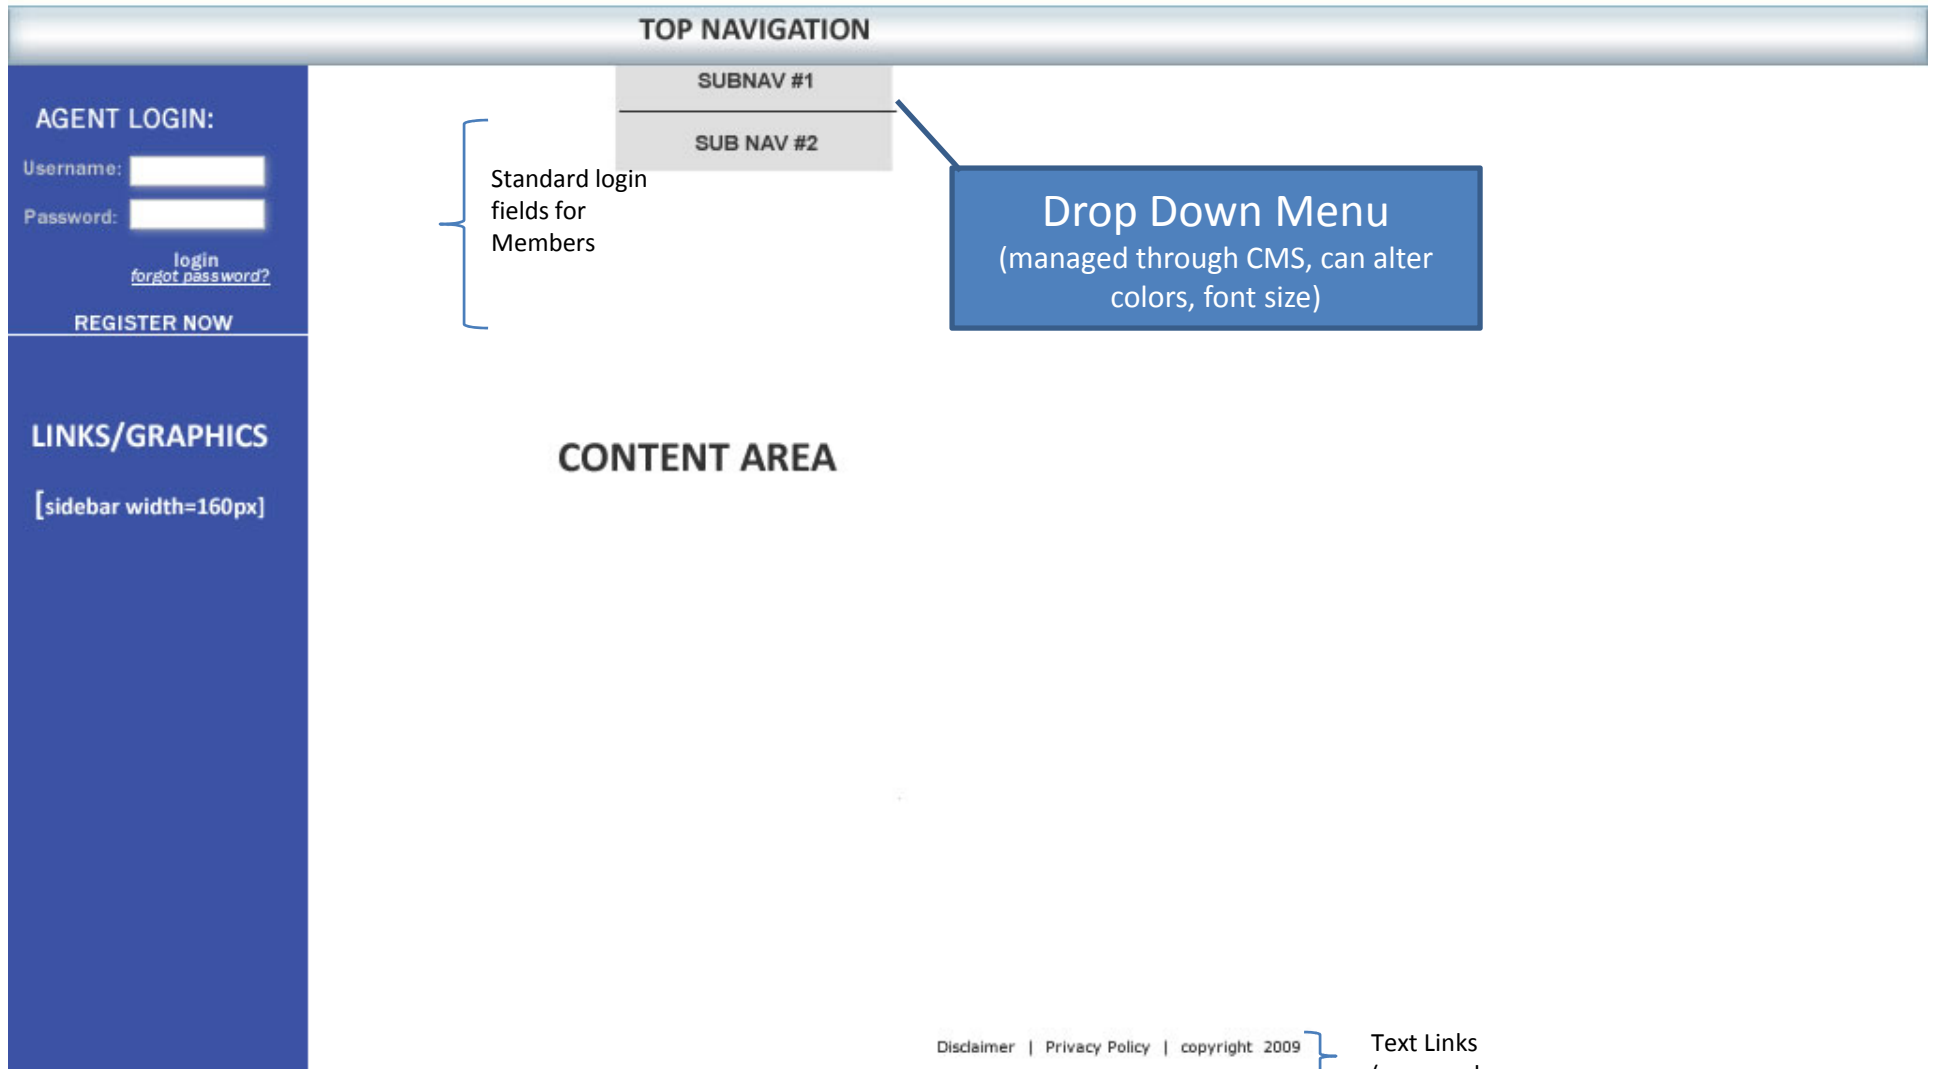 TOP NAVIGATION
SUBNAV #1
SUB NAV #2
AGENT LOGIN:
Username:
Password:
login
forgot password?
REGISTER NOW
Standard login
fields for
Members
Drop Down Menu
(managed through CMS, can alter
colors, font size)
LINKS/GRAPHICS
[sidebar width=160px]
CONTENT AREA
Disclaimer | Privacy Policy | copyright 2009
Text Links